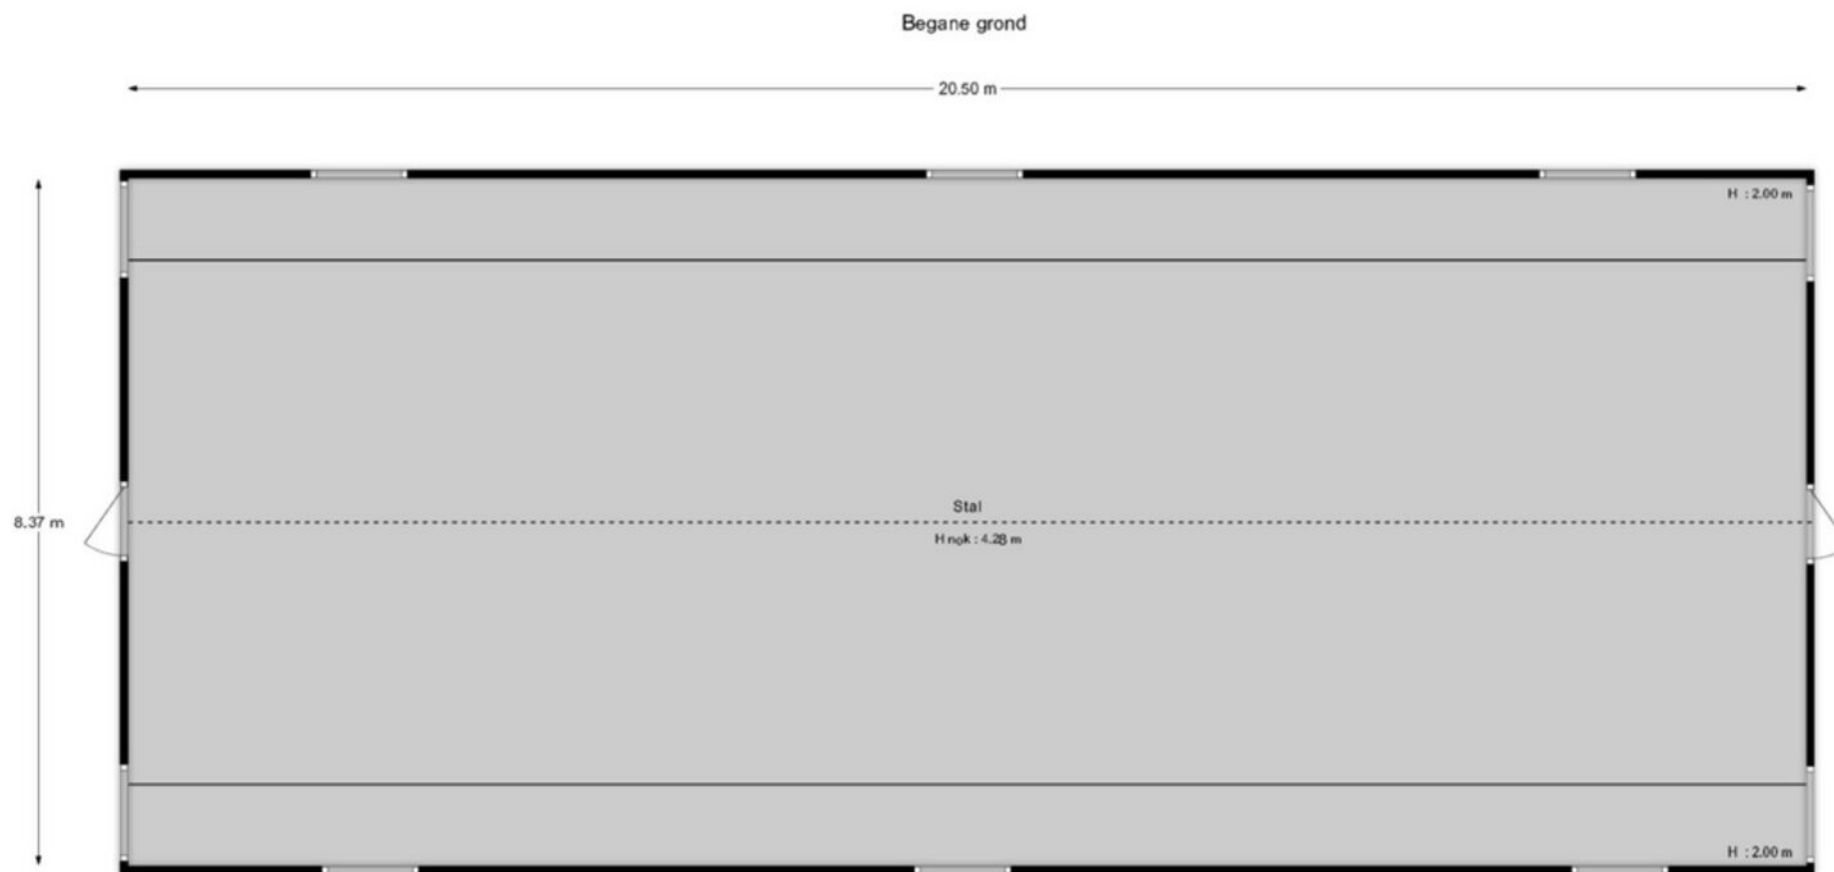 Begane grond
20.50 m
H : 2.00 m
Stal
8.37 m
H nok : 4.28 m
H : 2.00 m